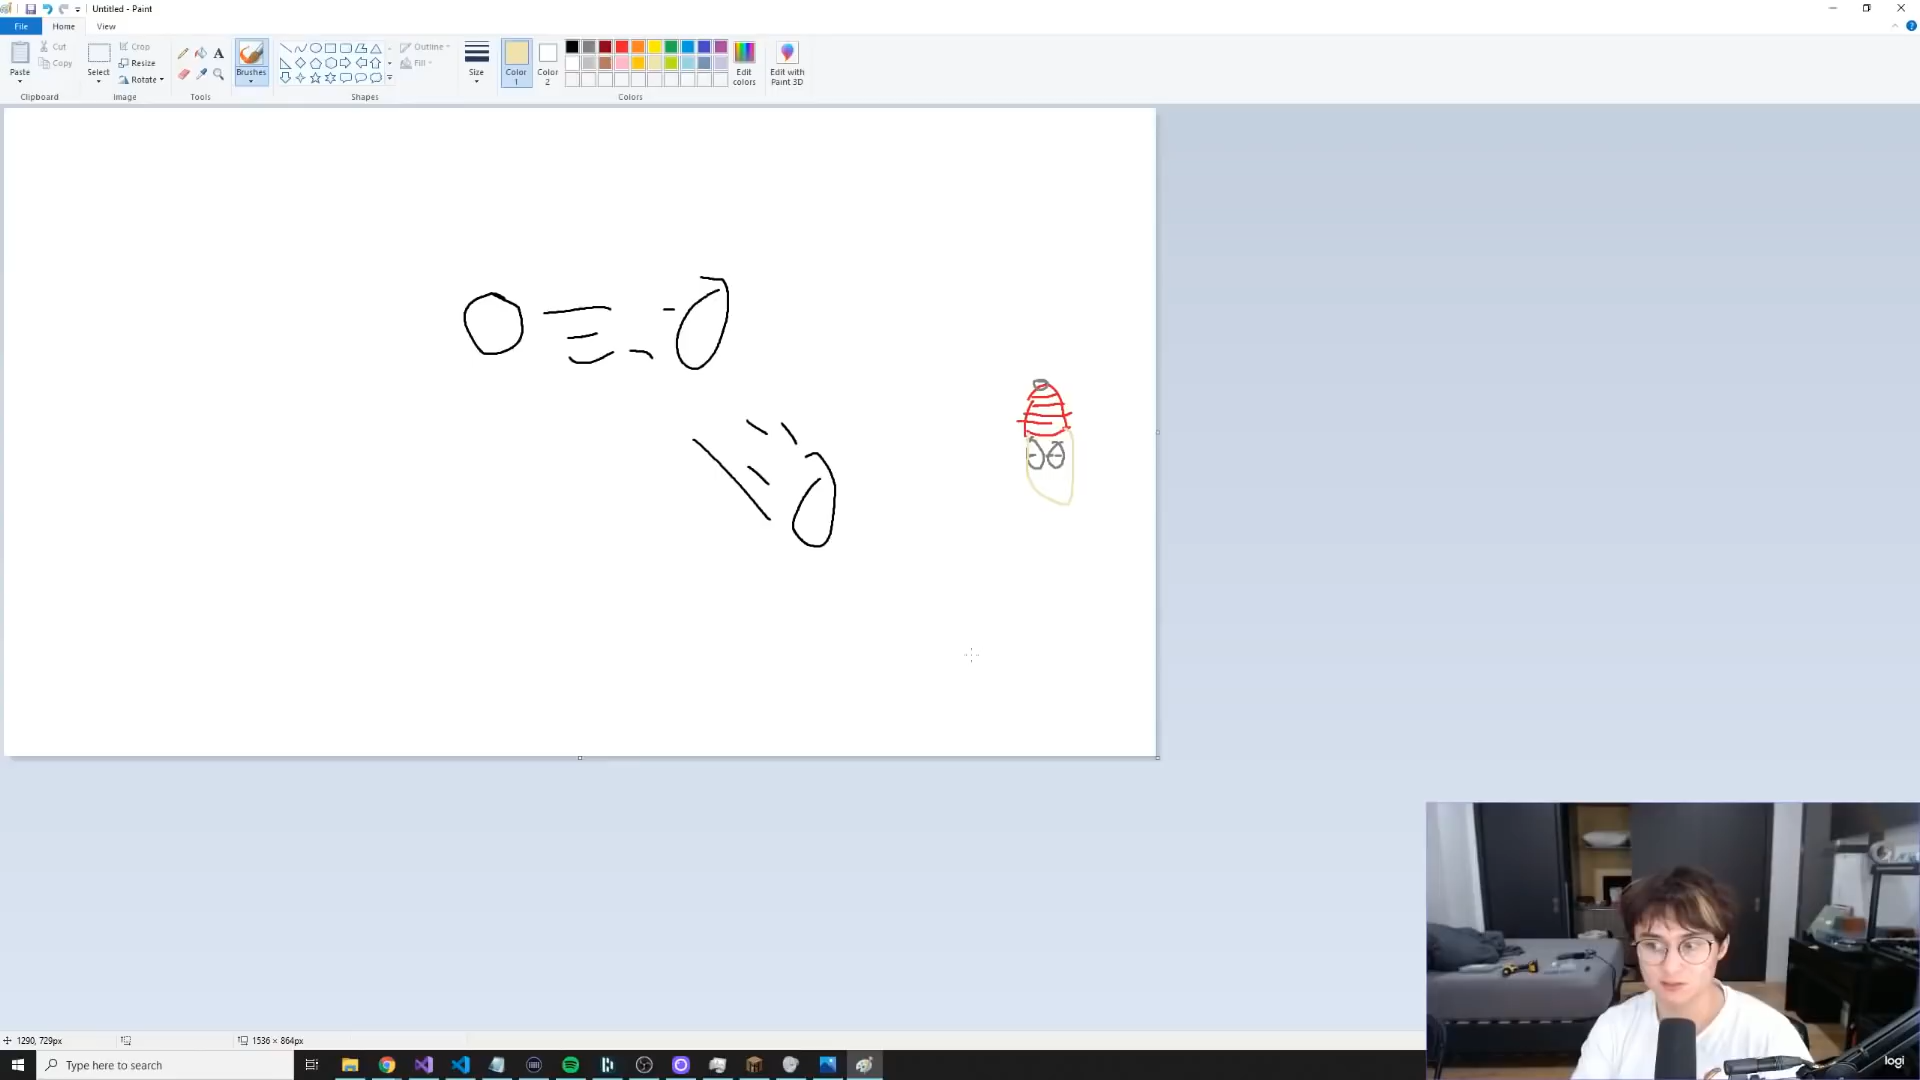 Untitled - Paint
File
Home
View
Paste
Cut
Copy
Clipboard
Select
Crop
Resize
Rotate
Image
A
Tools
Brushes
Outline
Fill
Shapes
Size
Color
1
Color
2
Edit
colors
Colors
Edit with
Paint 3D
1290, 729px
1536 × 864px
Type here to search
logi